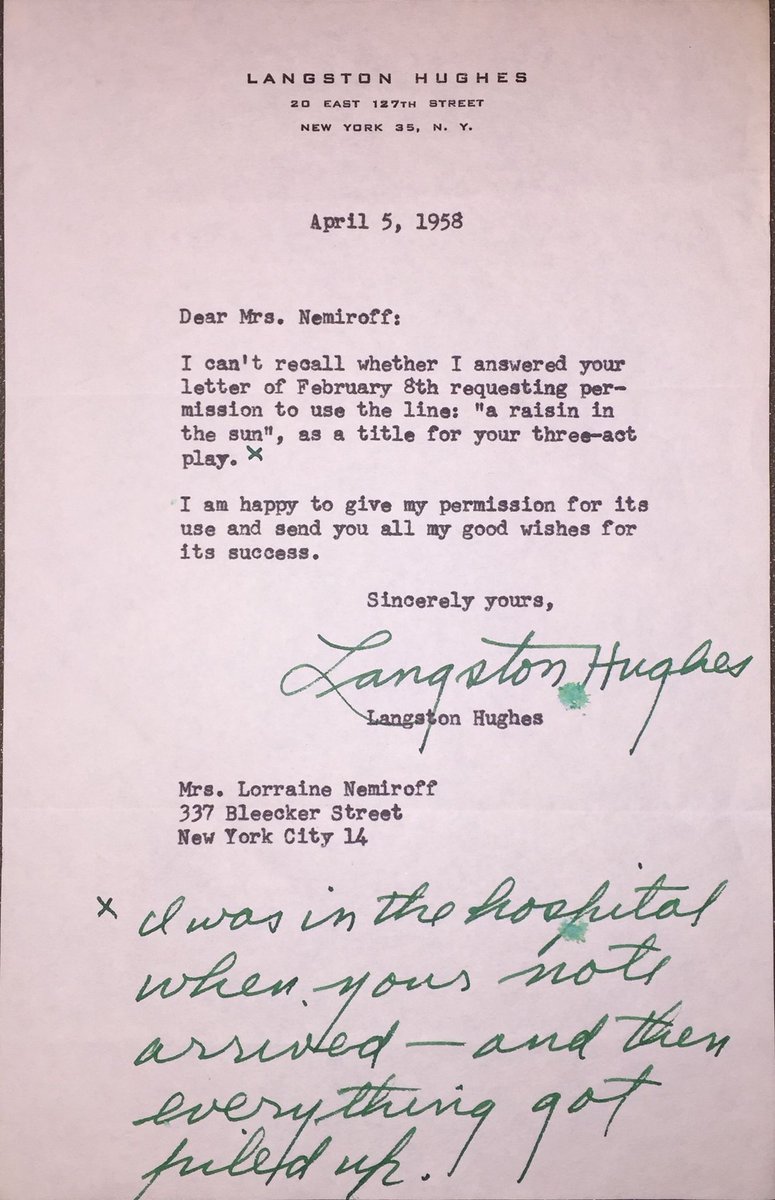 LANGSTON HUGHES
20 EAST 127TH STREET
NEW YORK 35, N. Y.
April 5, 1958
Dear Mrs. Nemiroff:
I can't recall whether I answered your
letter of February 8th requesting per-
mission to use the line: "a raisin in
the sun", as a title for your three-act
play. x
I am happy to give my permission for its
use and send you all my good wishes for
its success.
Sincerely yours,
Langston Hughes
Langston Hughes
Mrs. Lorraine Nemiroff
337 Bleecker Street
New York City 14
x I was in the hospital
when your note
arrived — and then
everything got
piled up.